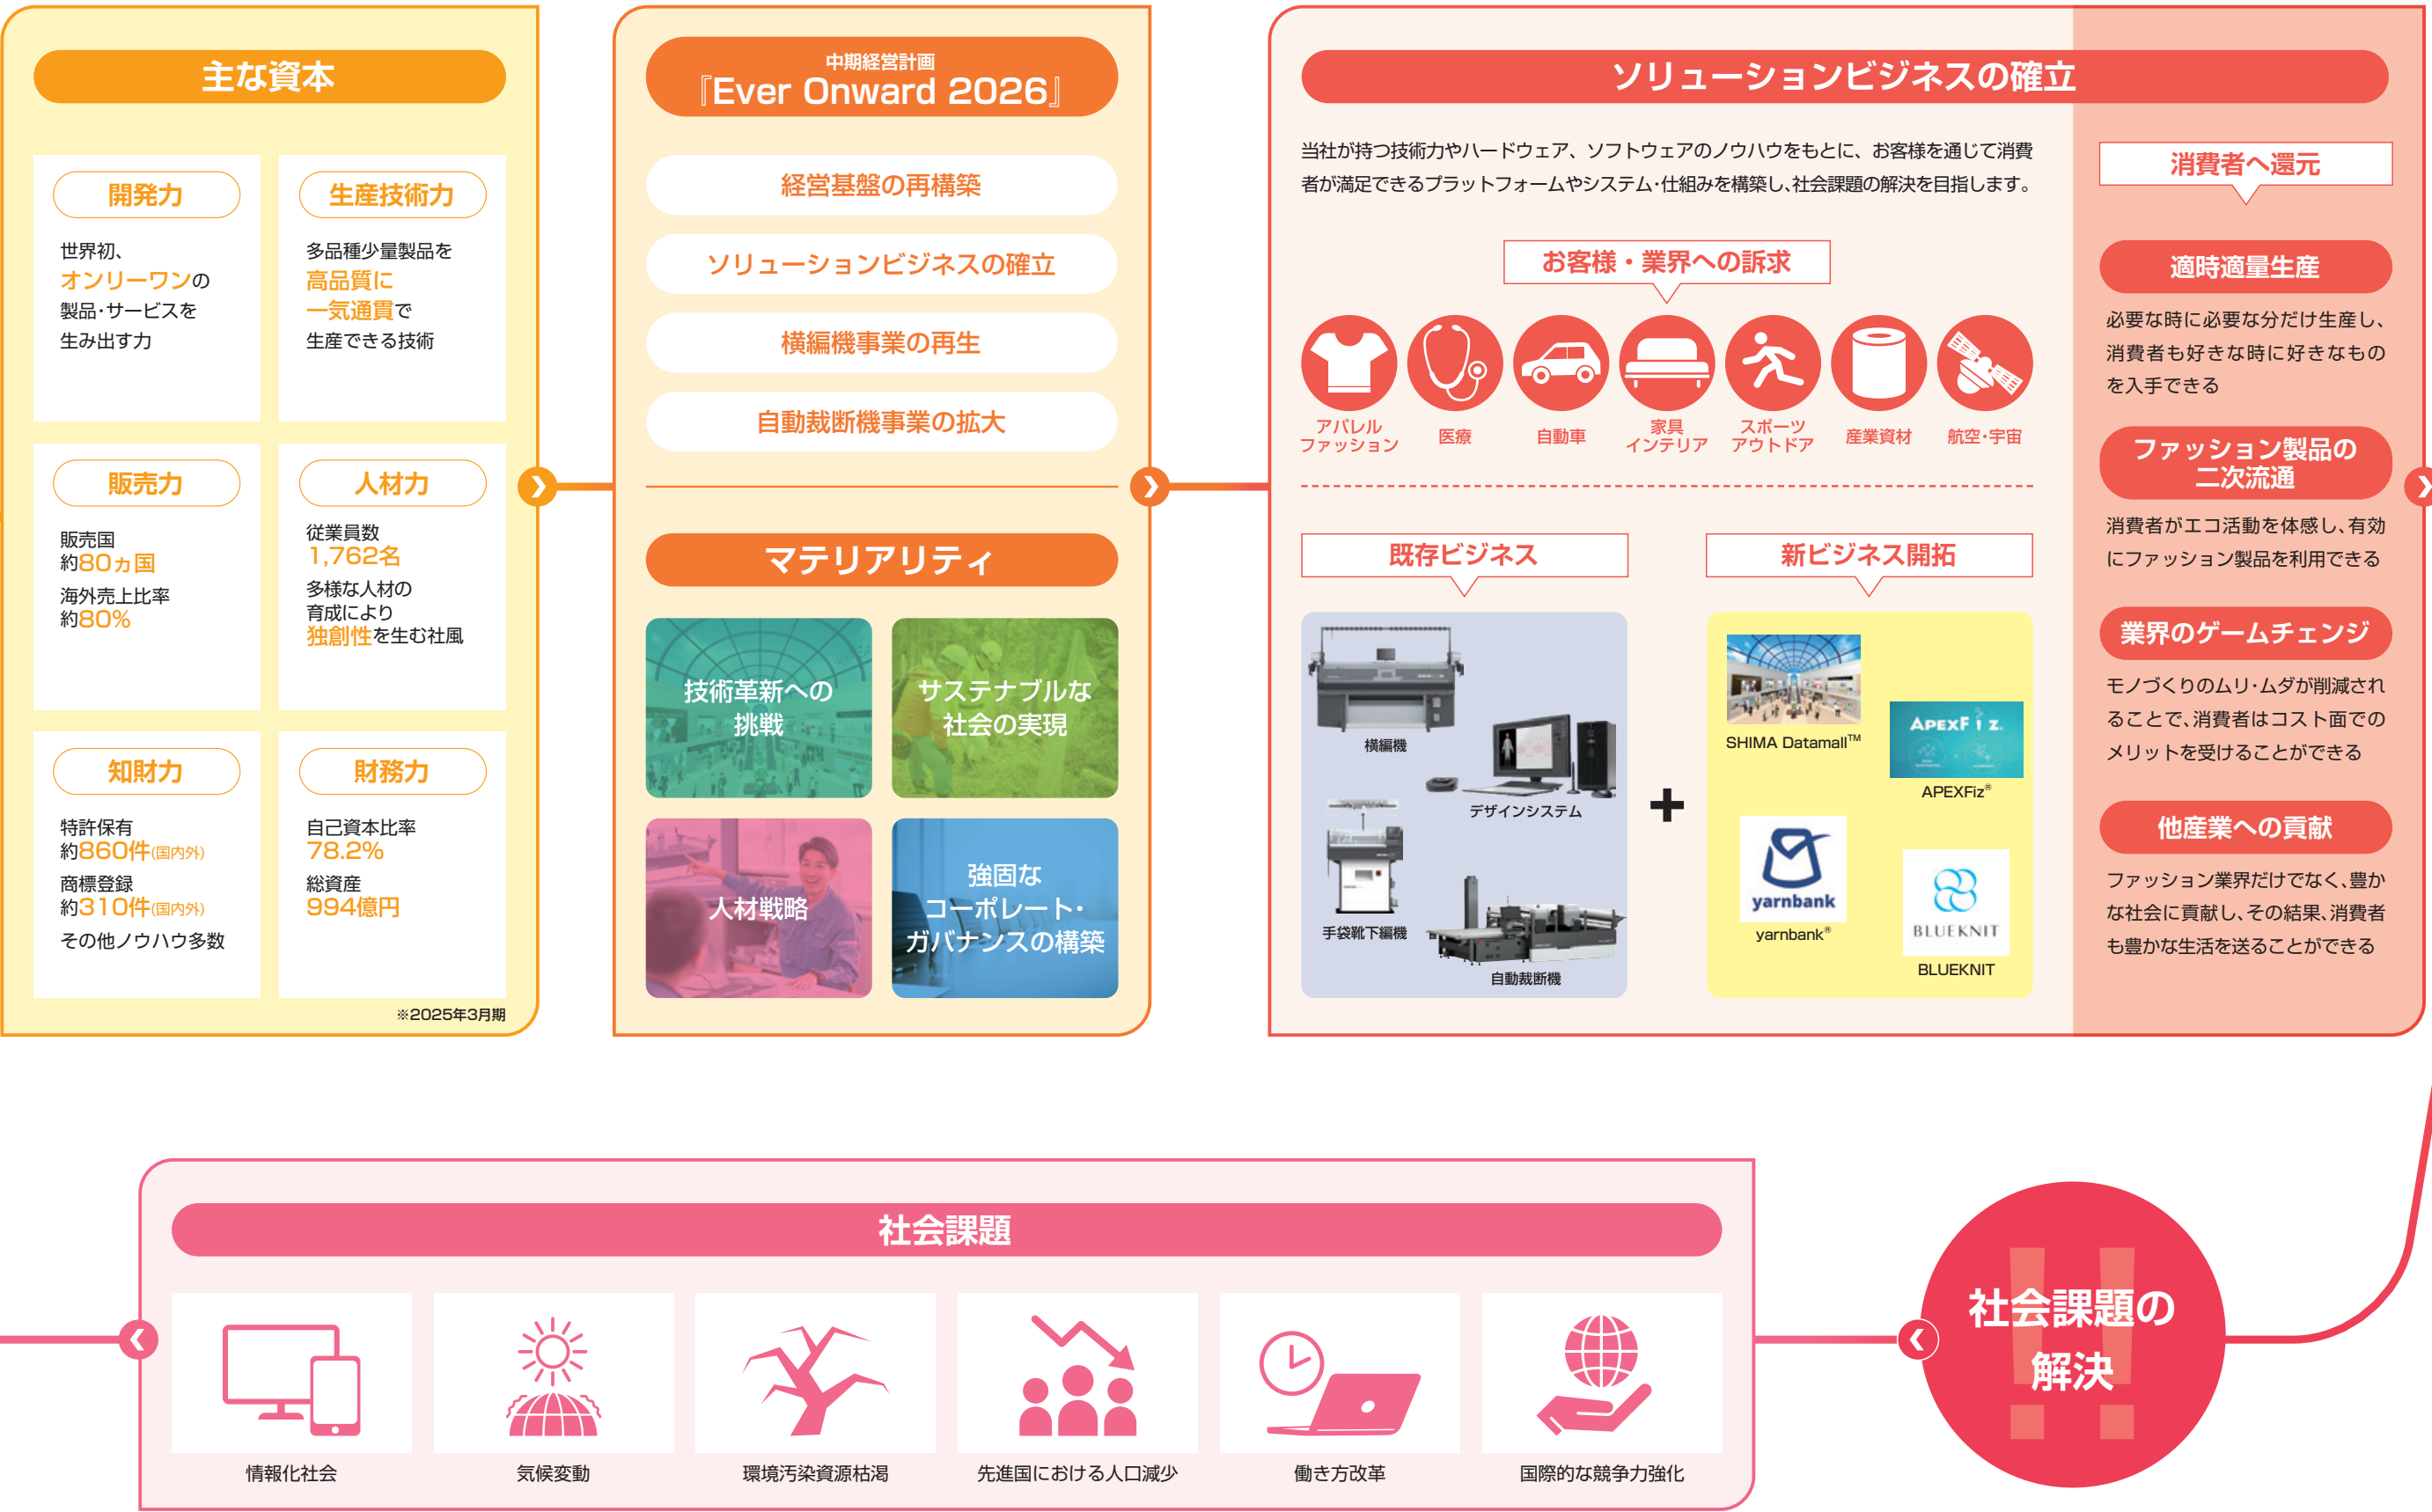 主な資本
開発力
世界初、
オンリーワンの
製品・サービスを
生み出す力
生産技術力
多品種少量製品を
高品質に
一気通貫で
生産できる技術
販売力
販売国
約80ヵ国
海外売上比率
約80%
人材力
従業員数
1,762名
多様な人材の
育成により
独創性を生む社風
知財力
特許保有
約860件(国内外)
商標登録
約310件(国内外)
その他ノウハウ多数
財務力
自己資本比率
78.2%
総資産
994億円
※2025年3月期
中期経営計画
『Ever Onward 2026』
経営基盤の再構築
ソリューションビジネスの確立
横編機事業の再生
自動裁断機事業の拡大
マテリアリティ
技術革新への
挑戦
サステナブルな
社会の実現
人材戦略
強固な
コーポレート・
ガバナンスの構築
ソリューションビジネスの確立
当社が持つ技術力やハードウェア、ソフトウェアのノウハウをもとに、お客様を通じて消費
者が満足できるプラットフォームやシステム・仕組みを構築し、社会課題の解決を目指します。
お客様・業界への訴求
アパレル
ファッション
医療
自動車
家具
インテリア
スポーツ
アウトドア
産業資材
航空・宇宙
既存ビジネス
横編機
デザインシステム
手袋靴下編機
自動裁断機
新ビジネス開拓
SHIMA Datamall™
APEXFiz
APEXFiz®
yarnbank
yarnbank®
BLUEKNIT
BLUEKNIT
消費者へ還元
適時適量生産
必要な時に必要な分だけ生産し、
消費者も好きな時に好きなもの
を入手できる
ファッション製品の
二次流通
消費者がエコ活動を体感し、有効
にファッション製品を利用できる
業界のゲームチェンジ
モノづくりのムリ・ムダが削減され
ることで、消費者はコスト面での
メリットを受けることができる
他産業への貢献
ファッション業界だけでなく、豊か
な社会に貢献し、その結果、消費者
も豊かな生活を送ることができる
社会課題
情報化社会
気候変動
環境汚染資源枯渇
先進国における人口減少
働き方改革
国際的な競争力強化
!!
社会課題の
解決